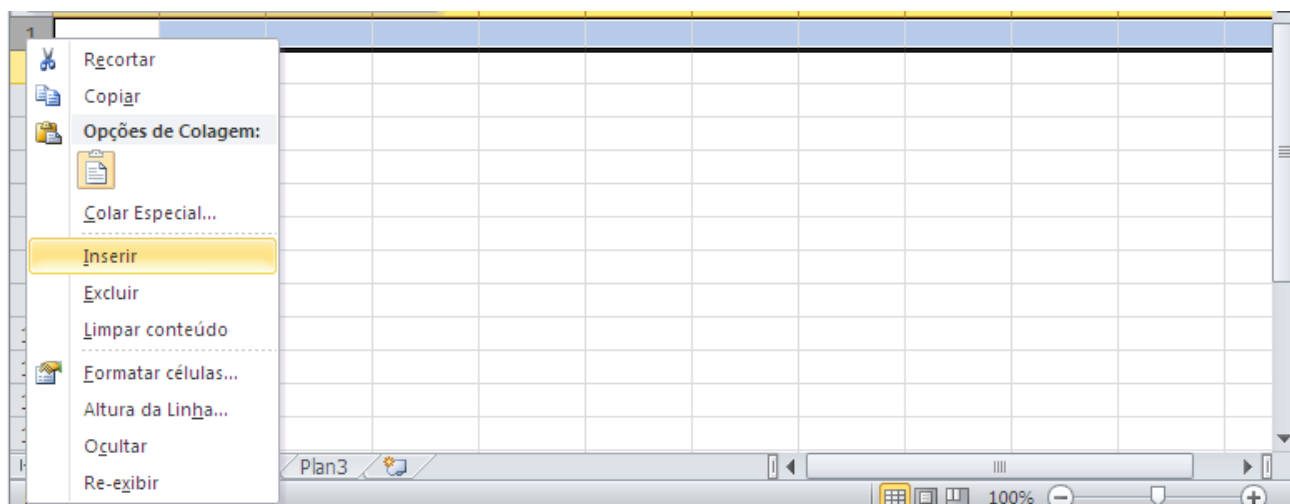 1
Recortar
Copiar
Opções de Colagem:
Colar Especial...
Inserir
Excluir
Limpar conteúdo
Formatar células...
Altura da Linha...
Ocultar
Re-exibir
Plan3
100%